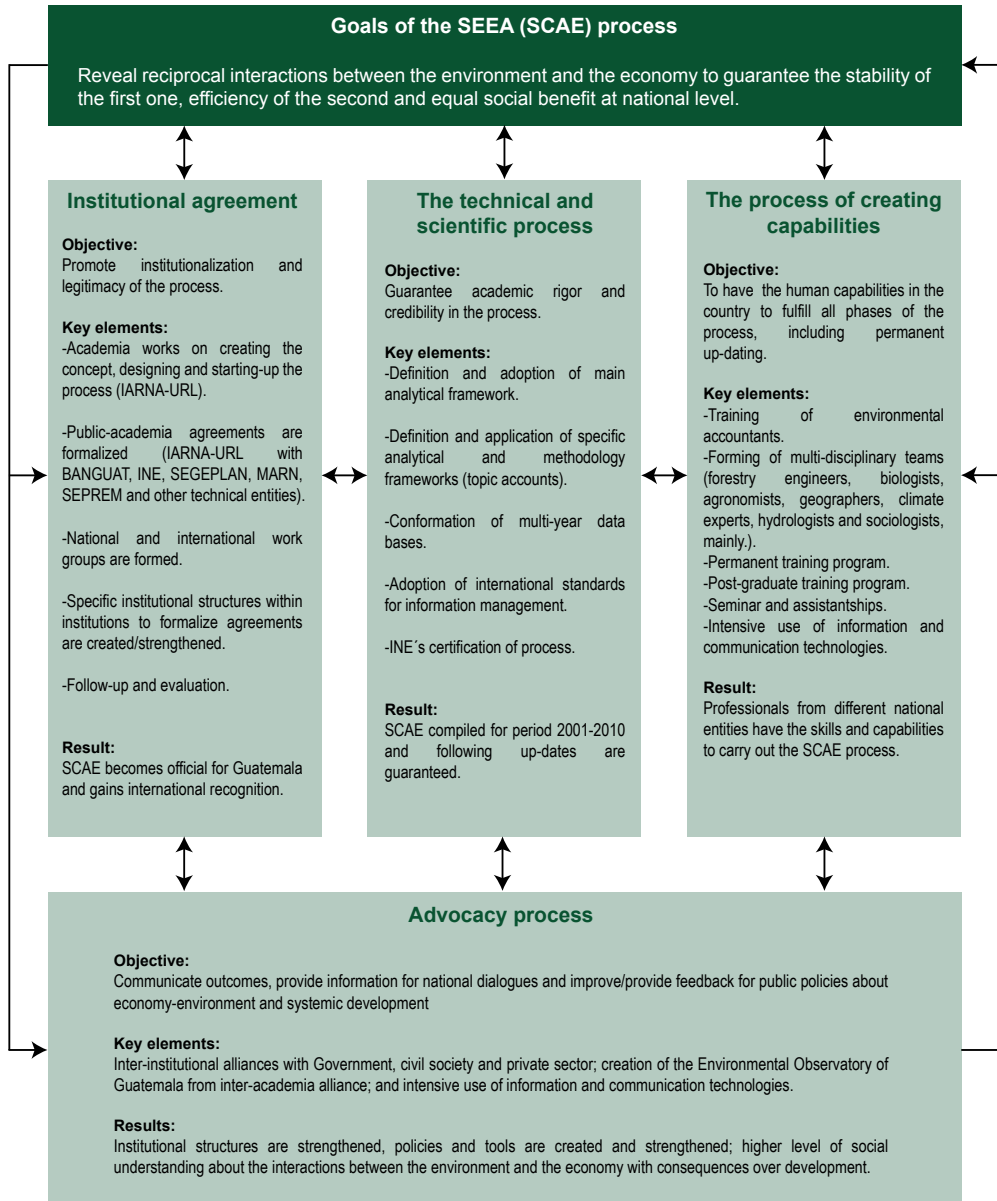 Goals of the SEEA (SCAE) process
Reveal reciprocal interactions between the environment and the economy to guarantee the stability of
the first one, efficiency of the second and equal social benefit at national level.
Institutional agreement
Objective:
Promote institutionalization and
legitimacy of the process.
Key elements:
-Academia works on creating the
concept, designing and starting-up the
process (IARNA-URL).
-Public-academia agreements are
formalized (IARNA-URL with
BANGUAT, INE, SEGEPLAN, MARN,
SEPREM and other technical entities).
-National and international work
groups are formed.
-Specific institutional structures within
institutions to formalize agreements
are created/strengthened.
-Follow-up and evaluation.
Result:
SCAE becomes official for Guatemala
and gains international recognition.
The technical and
scientific process
Objective:
Guarantee academic rigor and
credibility in the process.
Key elements:
-Definition and adoption of main
analytical framework.
-Definition and application of specific
analytical and methodology
frameworks (topic accounts).
-Conformation of multi-year data
bases.
-Adoption of international standards
for information management.
-INE´s certification of process.
Result:
SCAE compiled for period 2001-2010
and following up-dates are
guaranteed.
The process of creating
capabilities
Objective:
To have the human capabilities in the
country to fulfill all phases of the
process, including permanent
up-dating.
Key elements:
-Training of environmental
accountants.
-Forming of multi-disciplinary teams
(forestry engineers, biologists,
agronomists, geographers, climate
experts, hydrologists and sociologists,
mainly.).
-Permanent training program.
-Post-graduate training program.
-Seminar and assistantships.
-Intensive use of information and
communication technologies.
Result:
Professionals from different national
entities have the skills and capabilities
to carry out the SCAE process.
Advocacy process
Objective:
Communicate outcomes, provide information for national dialogues and improve/provide feedback for public policies about
economy-environment and systemic development
Key elements:
Inter-institutional alliances with Government, civil society and private sector; creation of the Environmental Observatory of
Guatemala from inter-academia alliance; and intensive use of information and communication technologies.
Results:
Institutional structures are strengthened, policies and tools are created and strengthened; higher level of social
understanding about the interactions between the environment and the economy with consequences over development.